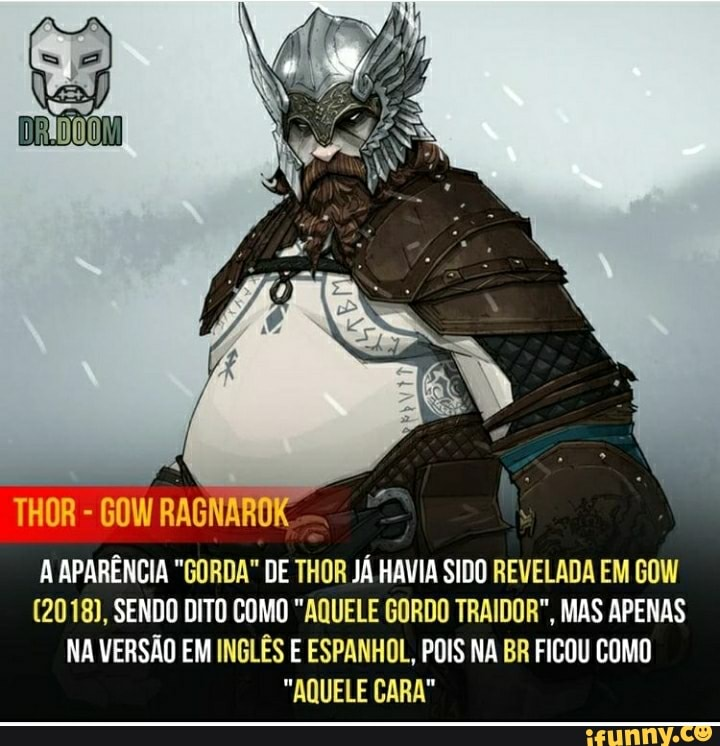 DR.DOOM
THOR - GOW RAGNAROK
A APARÊNCIA "GORDA" DE THOR JÁ HAVIA SIDO REVELADA EM GOW
(2018), SENDO DITO COMO "AQUELE GORDO TRAIDOR", MAS APENAS
NA VERSÃO EM INGLÊS E ESPANHOL, POIS NA BR FICOU COMO
"AQUELE CARA"
ifunny.co